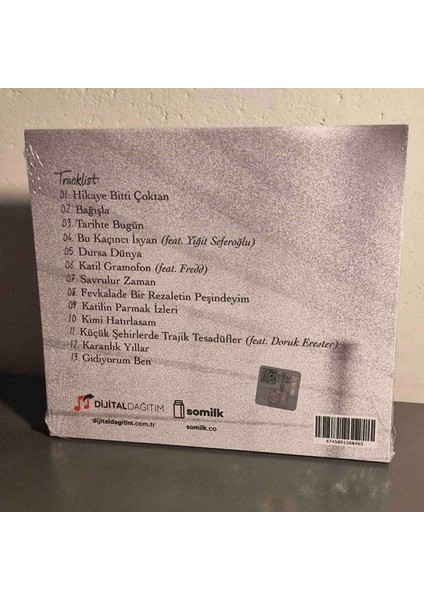 Tracklist
01. Hikaye Bitti Çoktan
02. Bağışla
03. Tarihte Bugün
04. Bu Kaçıncı İsyan (feat. Yiğit Seferoğlu)
05. Dursa Dünya
06. Katil Gramofon (feat. Fredd)
07. Savrulur Zaman
08. Fevkalade Bir Rezaletin Peşindeyim
09. Katilin Parmak İzleri
10. Kimi Hatırlasam
11. Küçük Şehirlerde Trajik Tesadüfler (feat. Doruk Erester)
12. Karanlık Yıllar
13. Gidiyorum Ben
DİJİTALDAĞITIM
dijitaldagitim.com.tr
somilk
somilk.co